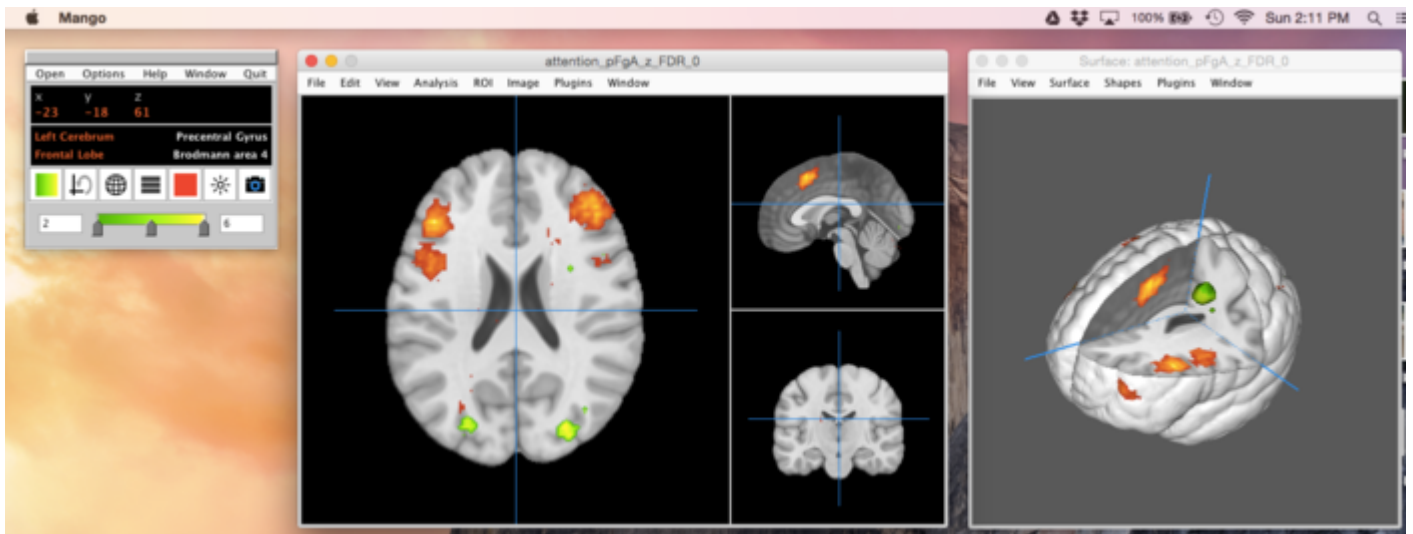 Mango
100%
Sun 2:11 PM
Open Options Help Window Quit
x y z
-23 -18 61
Left Cerebrum Precentral Gyrus
Frontal Lobe Brodmann area 4
2 6
attention_pFgA_z_FDR_0
File Edit View Analysis ROI Image Plugins Window
Surface: attention_pFgA_z_FDR_0
File View Surface Shapes Plugins Window